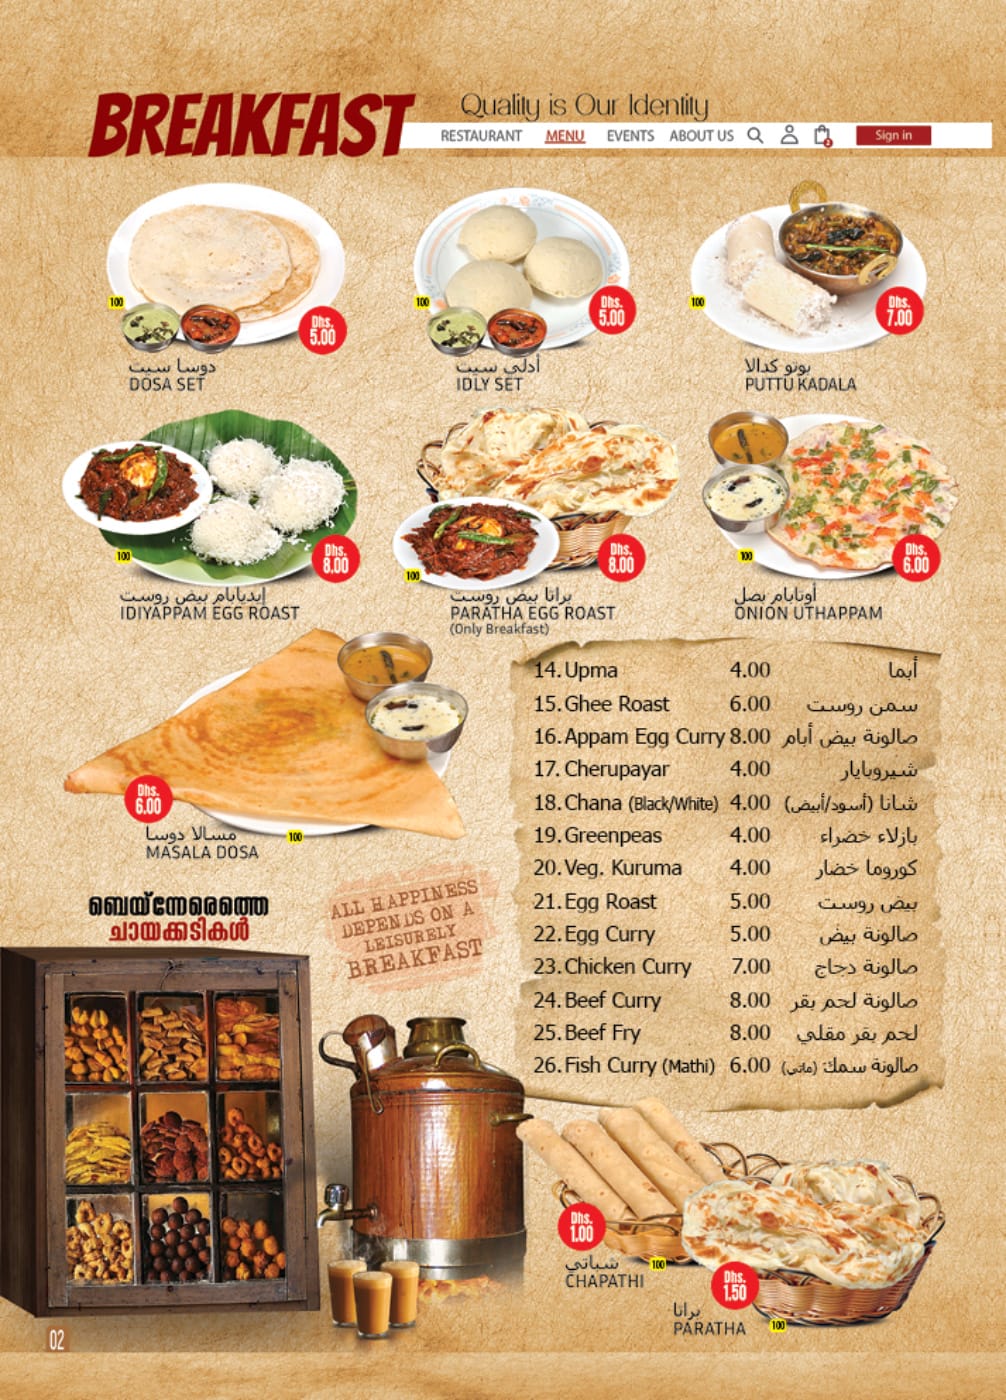 BREAKFAST
Quality is Our Identity
RESTAURANT MENU EVENTS ABOUT US 2 Sign in
100
Dhs.
5.00
دوسا سيت
DOSA SET
100
Dhs.
5.00
أدلي سيت
IDLY SET
100
Dhs.
7.00
بوتو كدالا
PUTTU KADALA
100
Dhs.
8.00
إيديابام بيض روست
IDIYAPPAM EGG ROAST
100
Dhs.
8.00
براتا بيض روست
PARATHA EGG ROAST
(Only Breakfast)
100
Dhs.
6.00
أوتابام بصل
ONION UTHAPPAM
Dhs.
6.00
100
مسالا دوسا
MASALA DOSA
14. Upma 4.00 أبما
15. Ghee Roast 6.00 سمن روست
16. Appam Egg Curry 8.00 صالونة بيض أبام
17. Cherupayar 4.00 شيروبايار
18. Chana (Black/White) 4.00 شانا (أسود/أبيض)
19. Greenpeas 4.00 بازلاء خضراء
20. Veg. Kuruma 4.00 كوروما خضار
21. Egg Roast 5.00 بيض روست
22. Egg Curry 5.00 صالونة بيض
23. Chicken Curry 7.00 صالونة دجاج
24. Beef Curry 8.00 صالونة لحم بقر
25. Beef Fry 8.00 لحم بقر مقلي
26. Fish Curry (Mathi) 6.00 صالونة سمك (ماتي)
ബെയ്ന്നേരത്തെ
ചായക്കടികൾ
ALL HAPPINESS
DEPENDS ON A
LEISURELY
BREAKFAST
Dhs.
1.00
شباتي
CHAPATHI
100
Dhs.
1.50
براتا
PARATHA
100
02